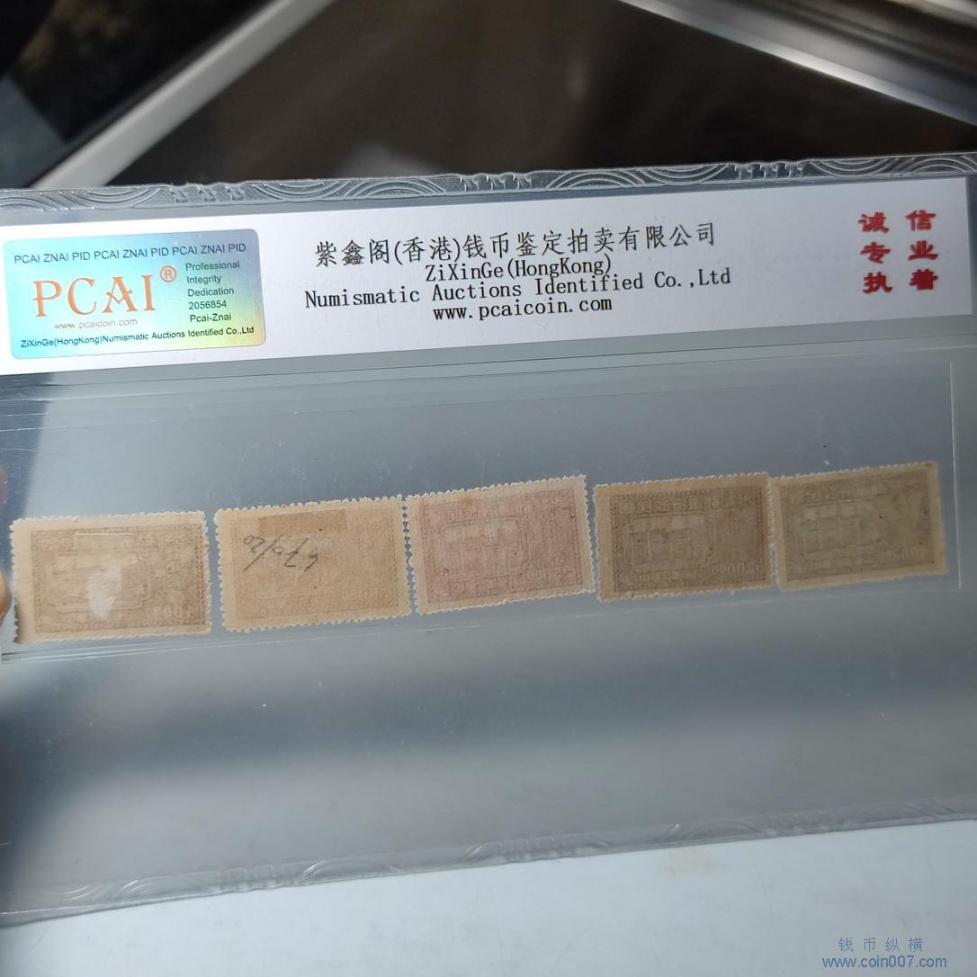 PCAI ZNAI PID PCAI ZNAI PID PCAI ZNAI PID
PCAI®
Professional
Integrity
Dedication
2056854
Pcai-Znai
www.pcaicoin.com
ZiXinGe(HongKong)Numismatic Auctions Identified Co.,Ltd
紫鑫阁(香港)钱币鉴定拍卖有限公司
ZiXinGe(HongKong)
Numismatic Auctions Identified Co.,Ltd
www.pcaicoin.com
诚信
专业
执着
钱币纵横
www.coin007.com